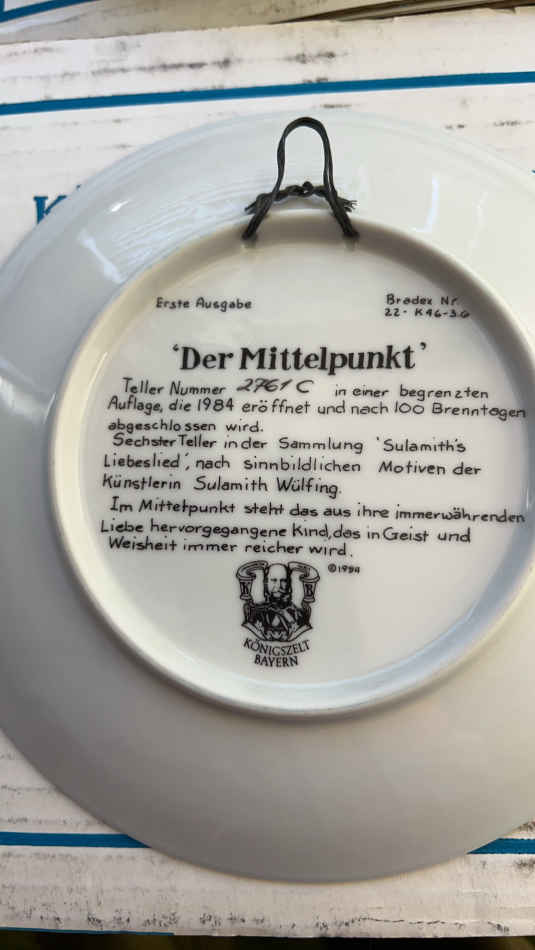 Erste Ausgabe
Bradex Nr.
22 · K46-3.6
‘Der Mittelpunkt’
Teller Nummer 2761 C in einer begrenzten
Auflage, die 1984 eröffnet und nach 100 Brenntagen
abgeschlossen wird.
Sechster Teller in der Sammlung ‘Sulamith's
Liebeslied’, nach sinnbildlichen Motiven der
Künstlerin Sulamith Wülfing.
Im Mittelpunkt steht das aus ihre immerwährenden
Liebe hervorgegangene Kind, das in Geist und
Weisheit immer reicher wird.
©1984
K B
KÖNIGSZELT
BAYERN